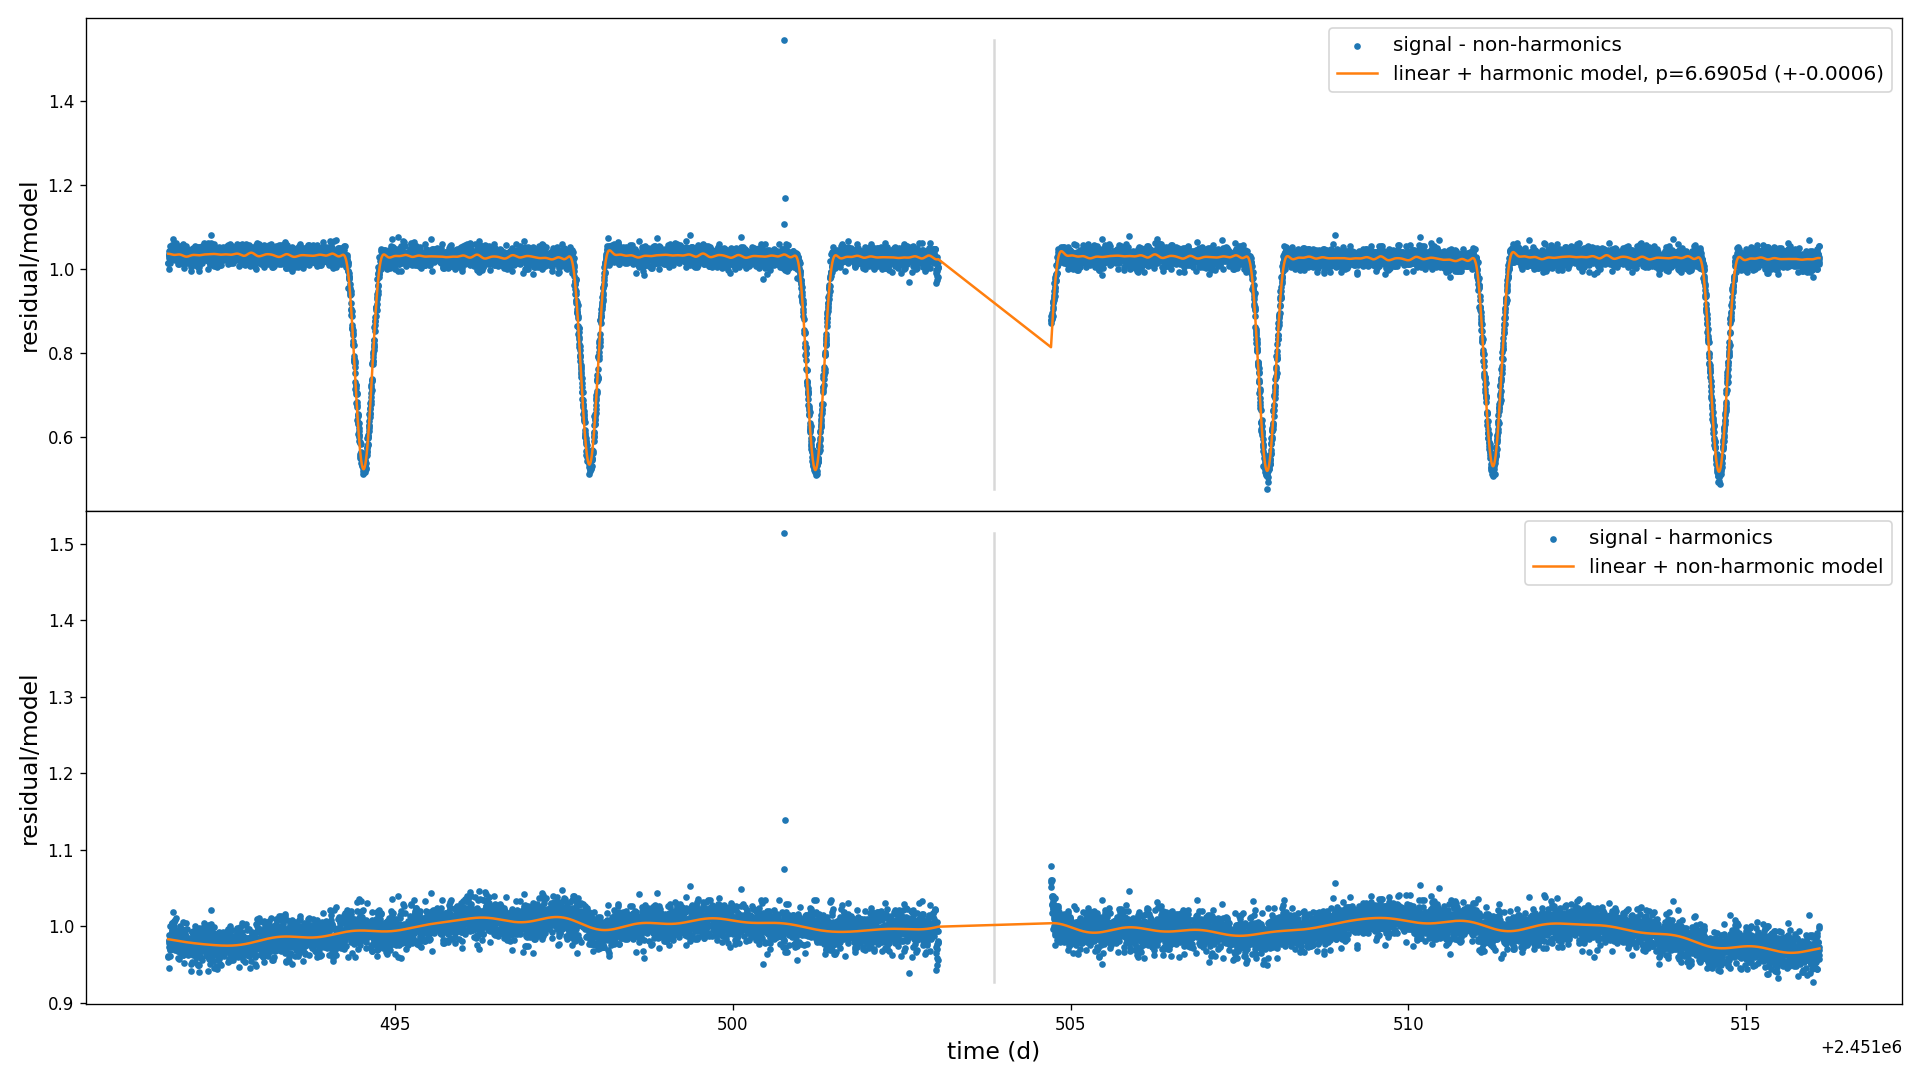 signal - non-harmonics
linear + harmonic model, p=6.6905d (+-0.0006)
residual/model
1.4
1.2
1.0
0.8
0.6
signal - harmonics
linear + non-harmonic model
residual/model
1.5
1.4
1.3
1.2
1.1
1.0
0.9
495 500 505 510 515
time (d)
+2.451e6